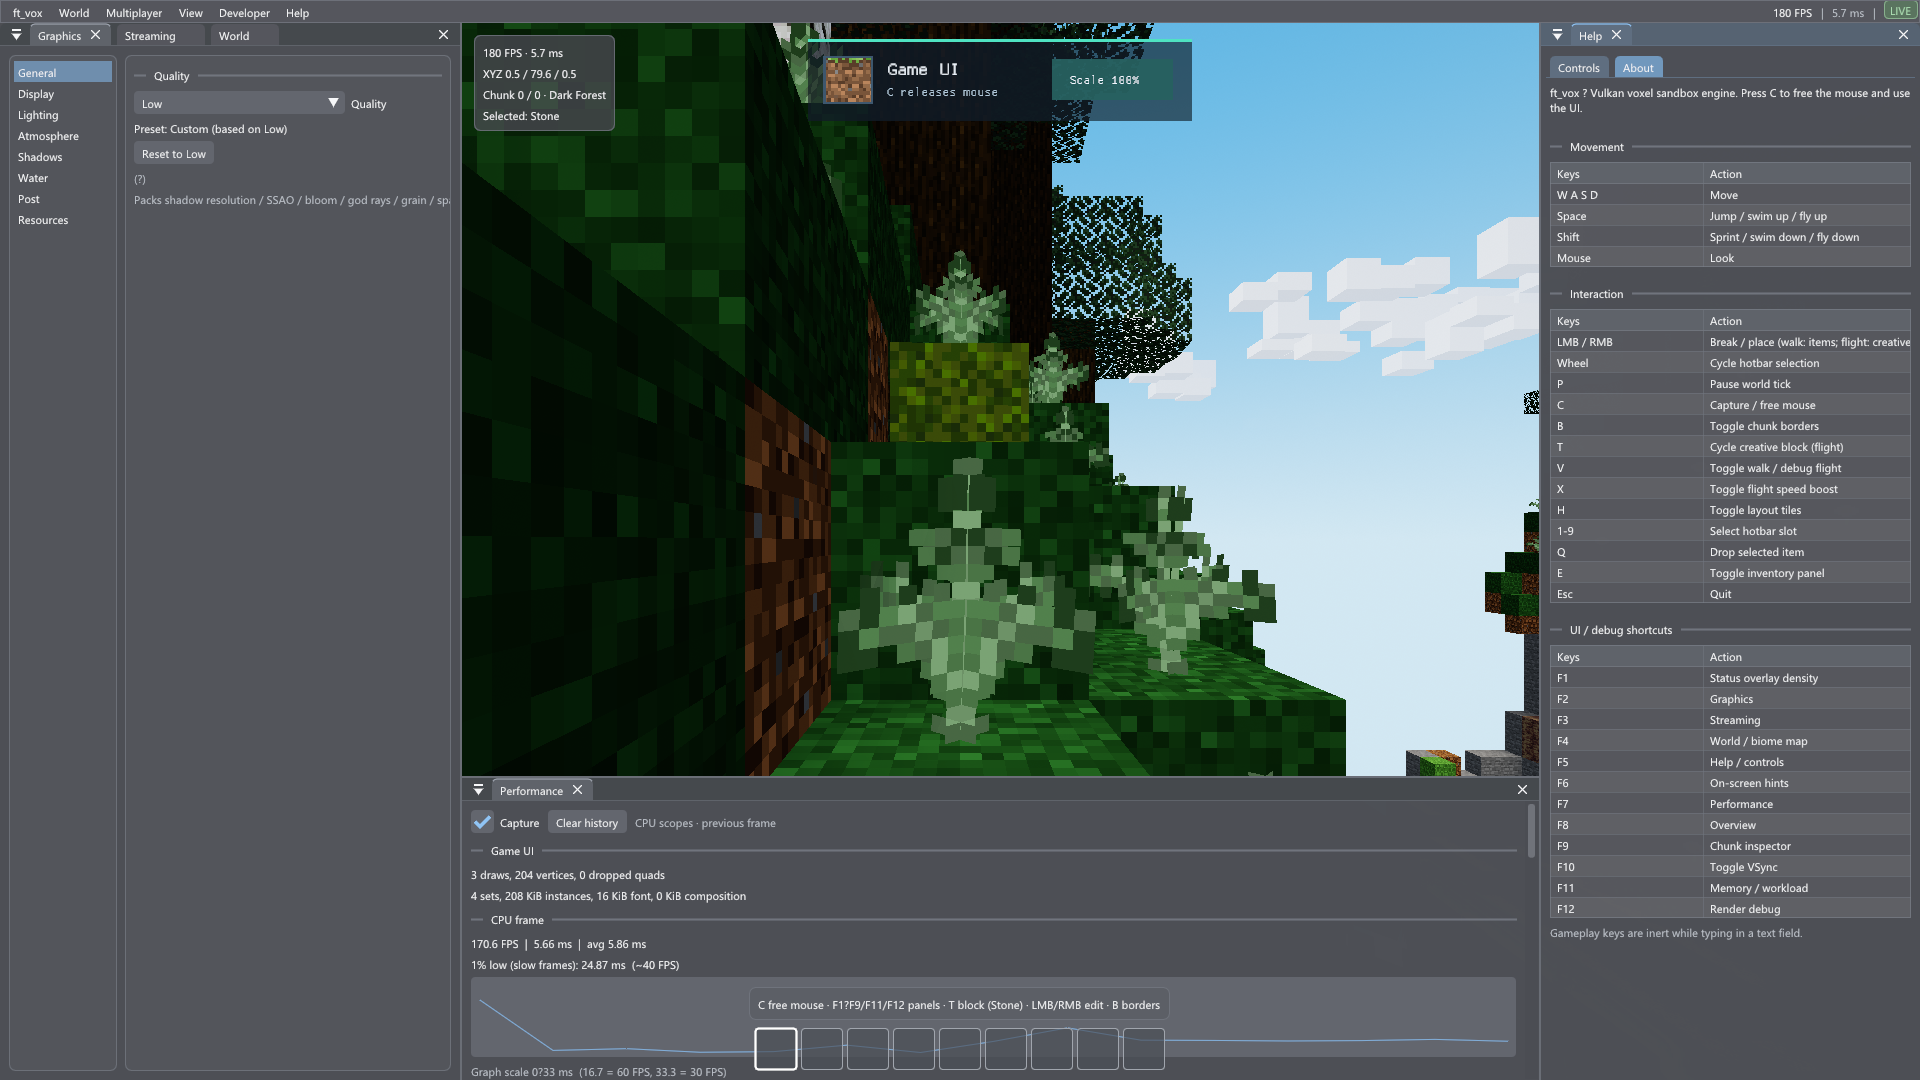 ft_vox World Multiplayer View Developer Help
180 FPS | 5.7 ms | LIVE
Graphics Streaming World
General
Display
Lighting
Atmosphere
Shadows
Water
Post
Resources
Quality
Low Quality
Preset: Custom (based on Low)
Reset to Low
(?)
Packs shadow resolution / SSAO / bloom / god rays / grain / sp
180 FPS · 5.7 ms
XYZ 0.5 / 79.6 / 0.5
Chunk 0 / 0 · Dark Forest
Selected: Stone
Game UI
C releases mouse
Scale 100%
Performance
Capture Clear history CPU scopes · previous frame
Game UI
3 draws, 204 vertices, 0 dropped quads
4 sets, 208 KiB instances, 16 KiB font, 0 KiB composition
CPU frame
170.6 FPS | 5.66 ms | avg 5.86 ms
1% low (slow frames): 24.87 ms (~40 FPS)
C free mouse · F1?F9/F11/F12 panels · T block (Stone) · LMB/RMB edit · B borders
Graph scale 0?33 ms (16.7 = 60 FPS, 33.3 = 30 FPS)
Help
Controls About
ft_vox ? Vulkan voxel sandbox engine. Press C to free the mouse and use
the UI.
Movement
Keys Action
W A S D Move
Space Jump / swim up / fly up
Shift Sprint / swim down / fly down
Mouse Look
Interaction
Keys Action
LMB / RMB Break / place (walk: items; flight: creative
Wheel Cycle hotbar selection
P Pause world tick
C Capture / free mouse
B Toggle chunk borders
T Cycle creative block (flight)
V Toggle walk / debug flight
X Toggle flight speed boost
H Toggle layout tiles
1-9 Select hotbar slot
Q Drop selected item
E Toggle inventory panel
Esc Quit
UI / debug shortcuts
Keys Action
F1 Status overlay density
F2 Graphics
F3 Streaming
F4 World / biome map
F5 Help / controls
F6 On-screen hints
F7 Performance
F8 Overview
F9 Chunk inspector
F10 Toggle VSync
F11 Memory / workload
F12 Render debug
Gameplay keys are inert while typing in a text field.